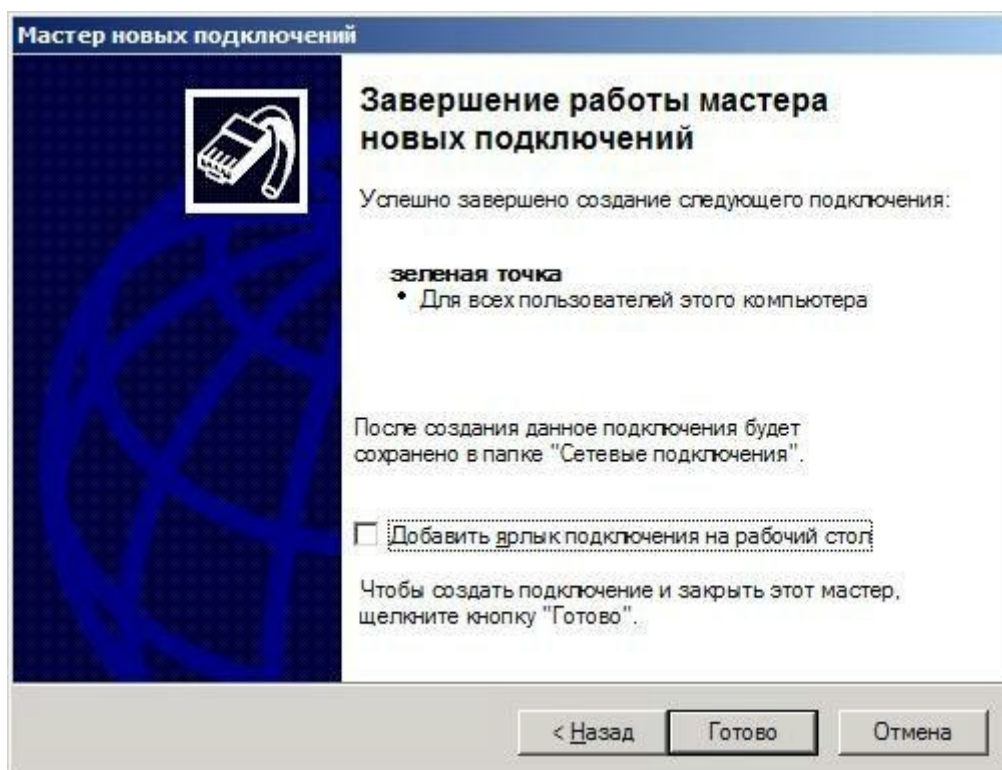 Мастер новых подключений
Завершение работы мастера
новых подключений
Успешно завершено создание следующего подключения:
зеленая точка
• Для всех пользователей этого компьютера
После создания данное подключения будет
сохранено в папке "Сетевые подключения".
Добавить ярлык подключения на рабочий стол
Чтобы создать подключение и закрыть этот мастер,
щелкните кнопку "Готово".
< Назад Готово Отмена